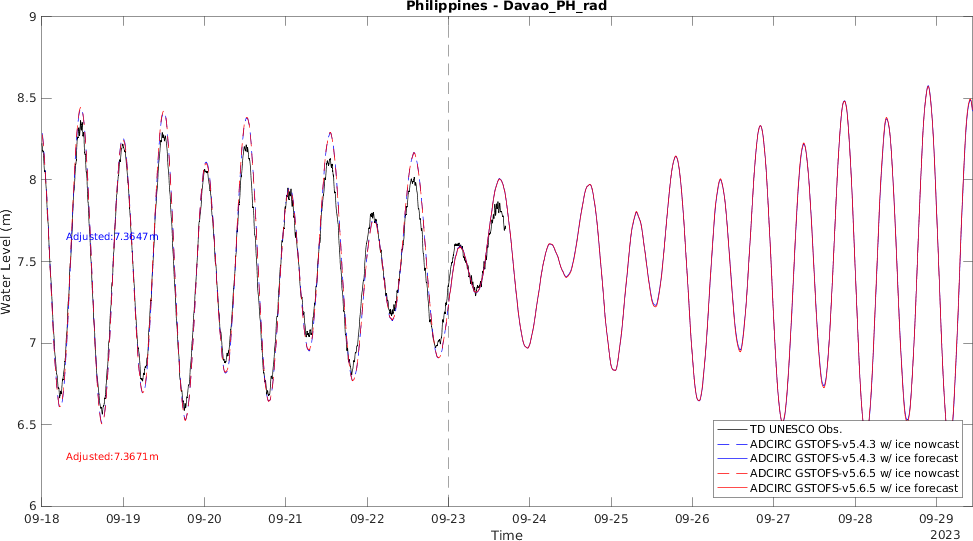 Philippines - Davao_PH_rad
Water Level (m)
9
8.5
8
7.5
7
6.5
6
Adjusted:7.3647m
Adjusted:7.3671m
TD UNESCO Obs.
ADCIRC GSTOFS-v5.4.3 w/ ice nowcast
ADCIRC GSTOFS-v5.4.3 w/ ice forecast
ADCIRC GSTOFS-v5.6.5 w/ ice nowcast
ADCIRC GSTOFS-v5.6.5 w/ ice forecast
09-18 09-19 09-20 09-21 09-22 09-23 09-24 09-25 09-26 09-27 09-28 09-29
2023
Time